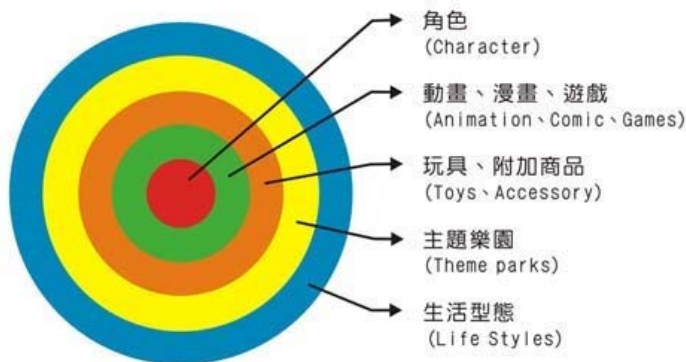 角色
(Character)
動畫、漫畫、遊戲
(Animation、Comic、Games)
玩具、附加商品
(Toys、Accessory)
主題樂園
(Theme parks)
生活型態
(Life Styles)